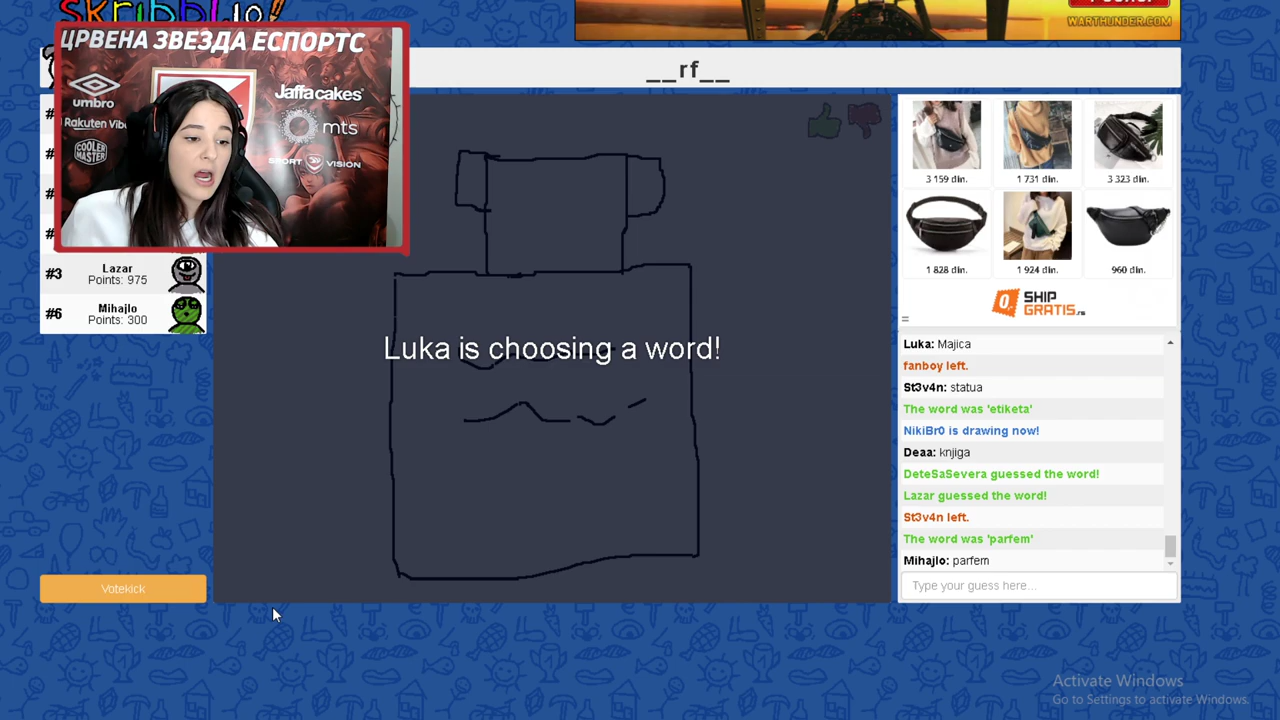 skribbl.io!
WARTHUNDER.COM
ЦРВЕНА ЗВЕЗДА ЕСПОРТС
umbro
Jaffa cakes
Rakuten Vib
mts
COOLER MASTER
SPORT VISION
__rf__
#3
Lazar
Points: 975
#6
Mihajlo
Points: 300
Votekick
Luka is choosing a word!
3 159 din.
1 731 din.
3 323 din.
1 828 din.
1 924 din.
960 din.
SHIP
GRATIS.rs
Luka: Majica
fanboy left.
St3v4n: statua
The word was 'etiketa'
NikiBr0 is drawing now!
Deaa: knjiga
DeteSaSevera guessed the word!
Lazar guessed the word!
St3v4n left.
The word was 'parfem'
Mihajlo: parfem
Type your guess here...
Activate Windows
Go to Settings to activate Windows.